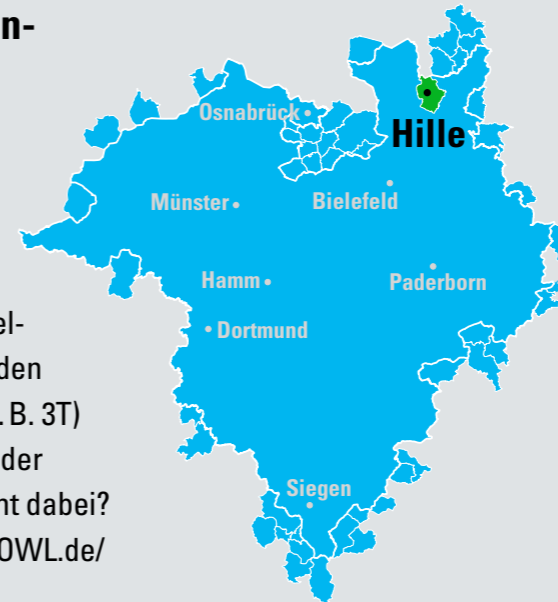 n-
el-
den
. B. 3T)
der
nt dabei?
OWL.de/
Osnabrück
Hille
Münster
Bielefeld
Hamm
Paderborn
Dortmund
Siegen